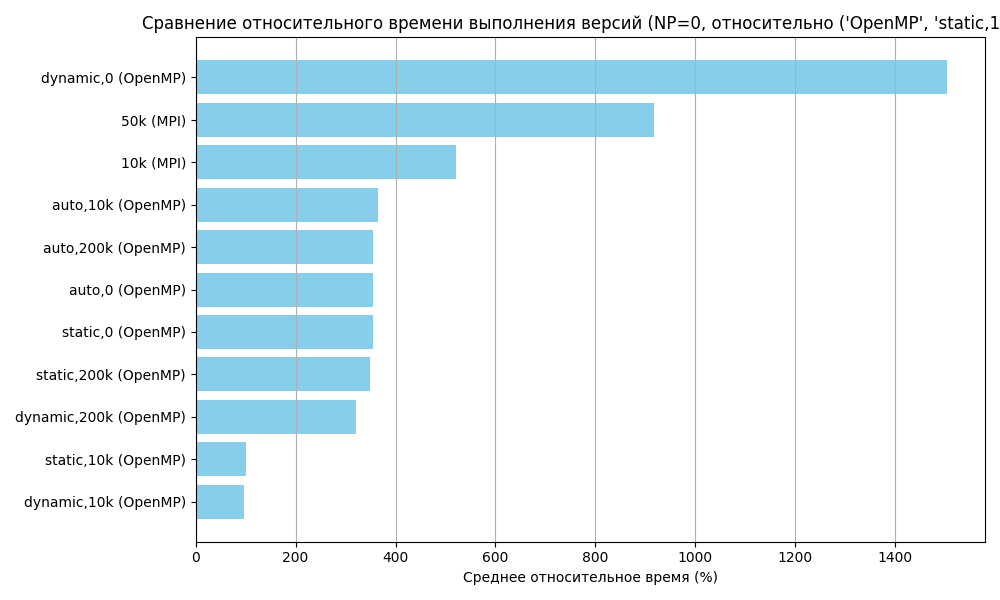 Сравнение относительного времени выполнения версий (NP=0, относительно ('OpenMP', 'static,1
dynamic,0 (OpenMP)
50k (MPI)
10k (MPI)
auto,10k (OpenMP)
auto,200k (OpenMP)
auto,0 (OpenMP)
static,0 (OpenMP)
static,200k (OpenMP)
dynamic,200k (OpenMP)
static,10k (OpenMP)
dynamic,10k (OpenMP)
0 200 400 600 800 1000 1200 1400
Среднее относительное время (%)